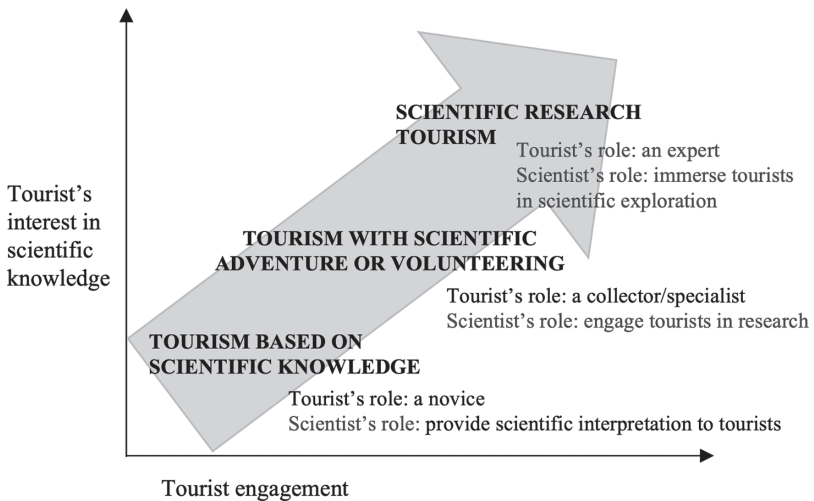 SCIENTIFIC RESEARCH
TOURISM
Tourist’s role: an expert
Scientist’s role: immerse tourists
in scientific exploration
Tourist’s
interest in
scientific
knowledge
TOURISM WITH SCIENTIFIC
ADVENTURE OR VOLUNTEERING
Tourist’s role: a collector/specialist
Scientist’s role: engage tourists in research
TOURISM BASED ON
SCIENTIFIC KNOWLEDGE
Tourist’s role: a novice
Scientist’s role: provide scientific interpretation to tourists
Tourist engagement